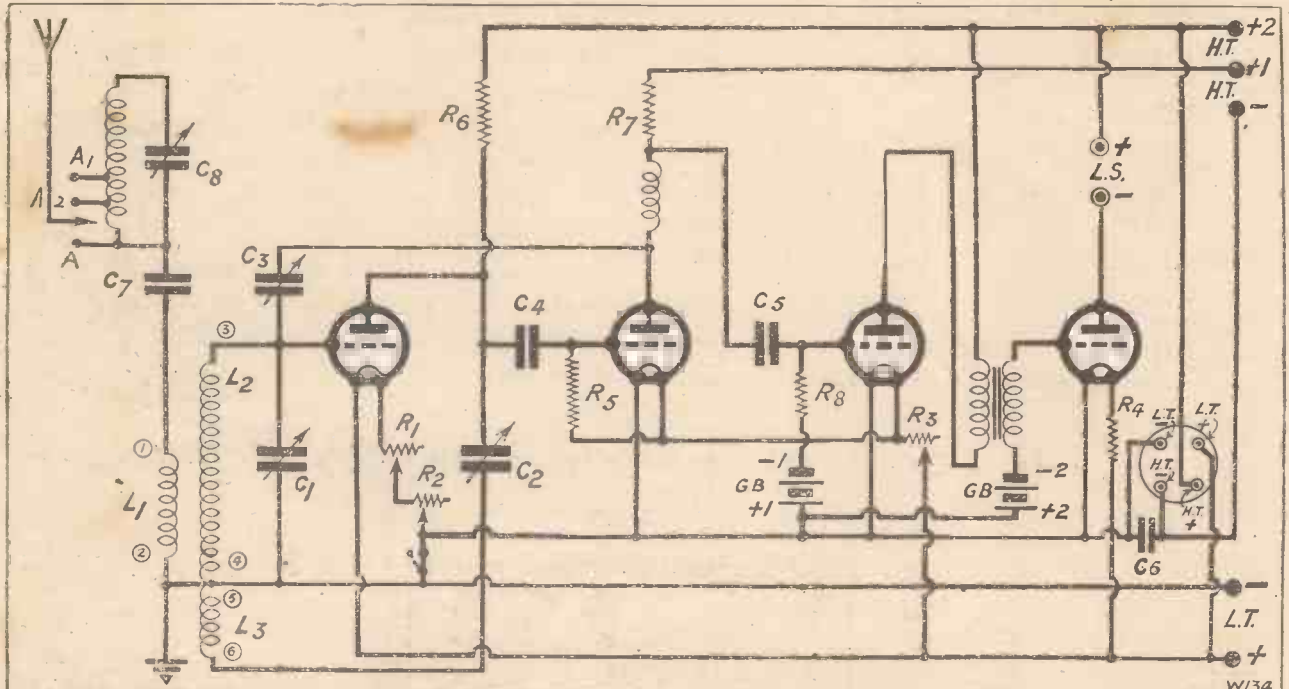 +2
H.T.
+1
H.T.
-
R6
R7
A1
C8
A2
A
C7
C3
C4
C5
+
L.S.
-
3
L2
R5
R8
R3
R4
L.T.
-
L.T.
+
H.T.
-
H.T.
+
1
L1
2
C1
R1
R2
C2
-1
GB
+1
-2
GB
+2
C6
4
5
L3
6
-
L.T.
+
W134